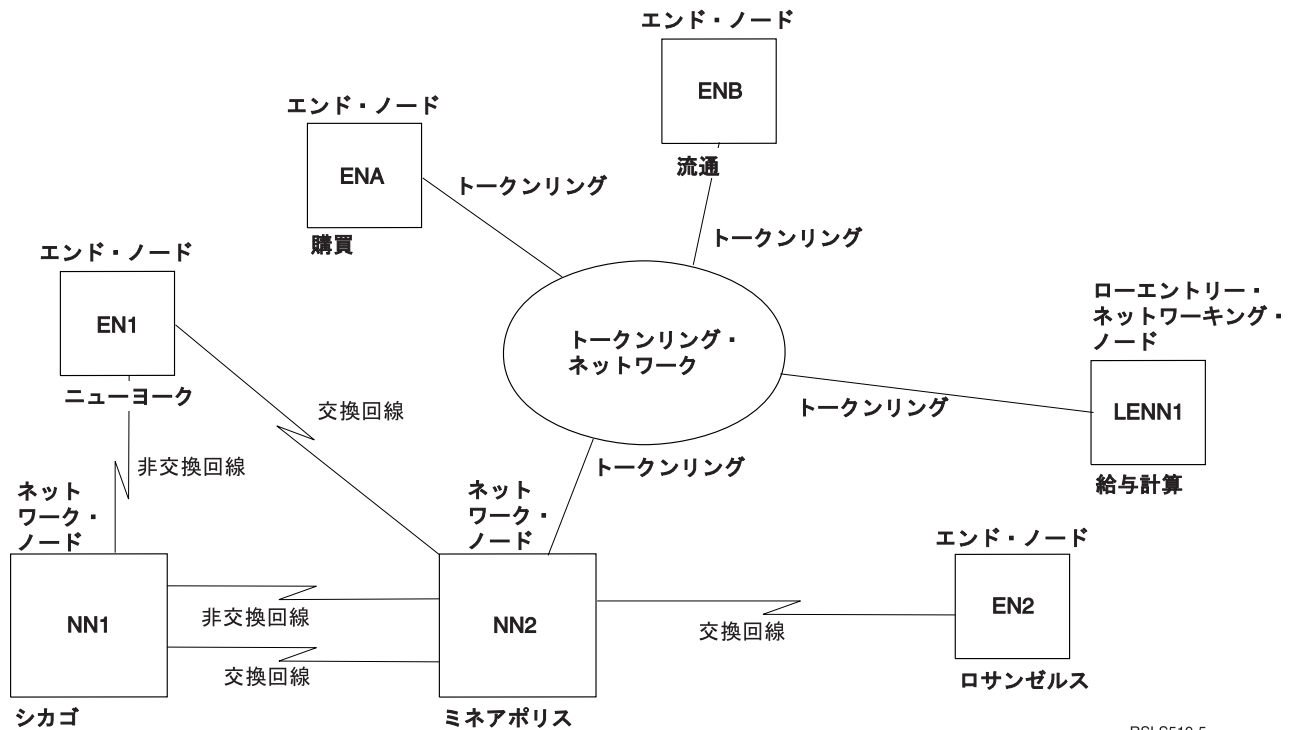 エンド・ノード
ENB
流通
エンド・ノード
ENA
購買
トークンリング
トークンリング
エンド・ノード
EN1
ニューヨーク
トークンリング・
ネットワーク
ローエントリー・
ネットワーキング・
ノード
LENN1
給与計算
トークンリング
交換回線
非交換回線
トークンリング
ネット
ワーク・
ノード
NN1
シカゴ
ネット
ワーク・
ノード
NN2
ミネアポリス
非交換回線
交換回線
交換回線
エンド・ノード
EN2
ロサンゼルス